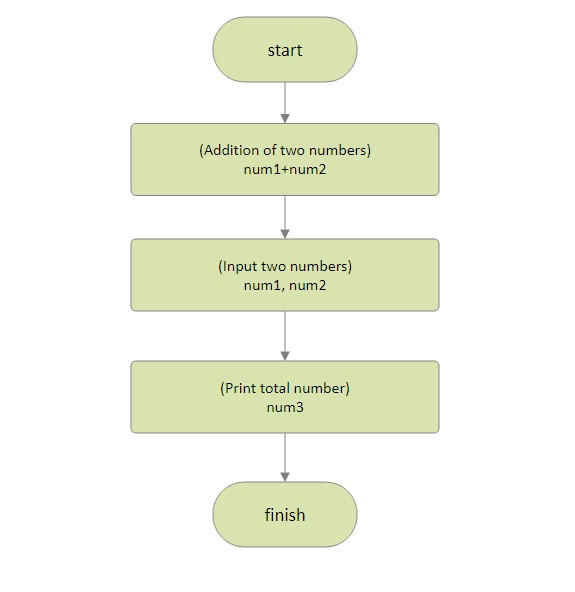 start
(Addition of two numbers)
num1+num2
(Input two numbers)
num1, num2
(Print total number)
num3
finish